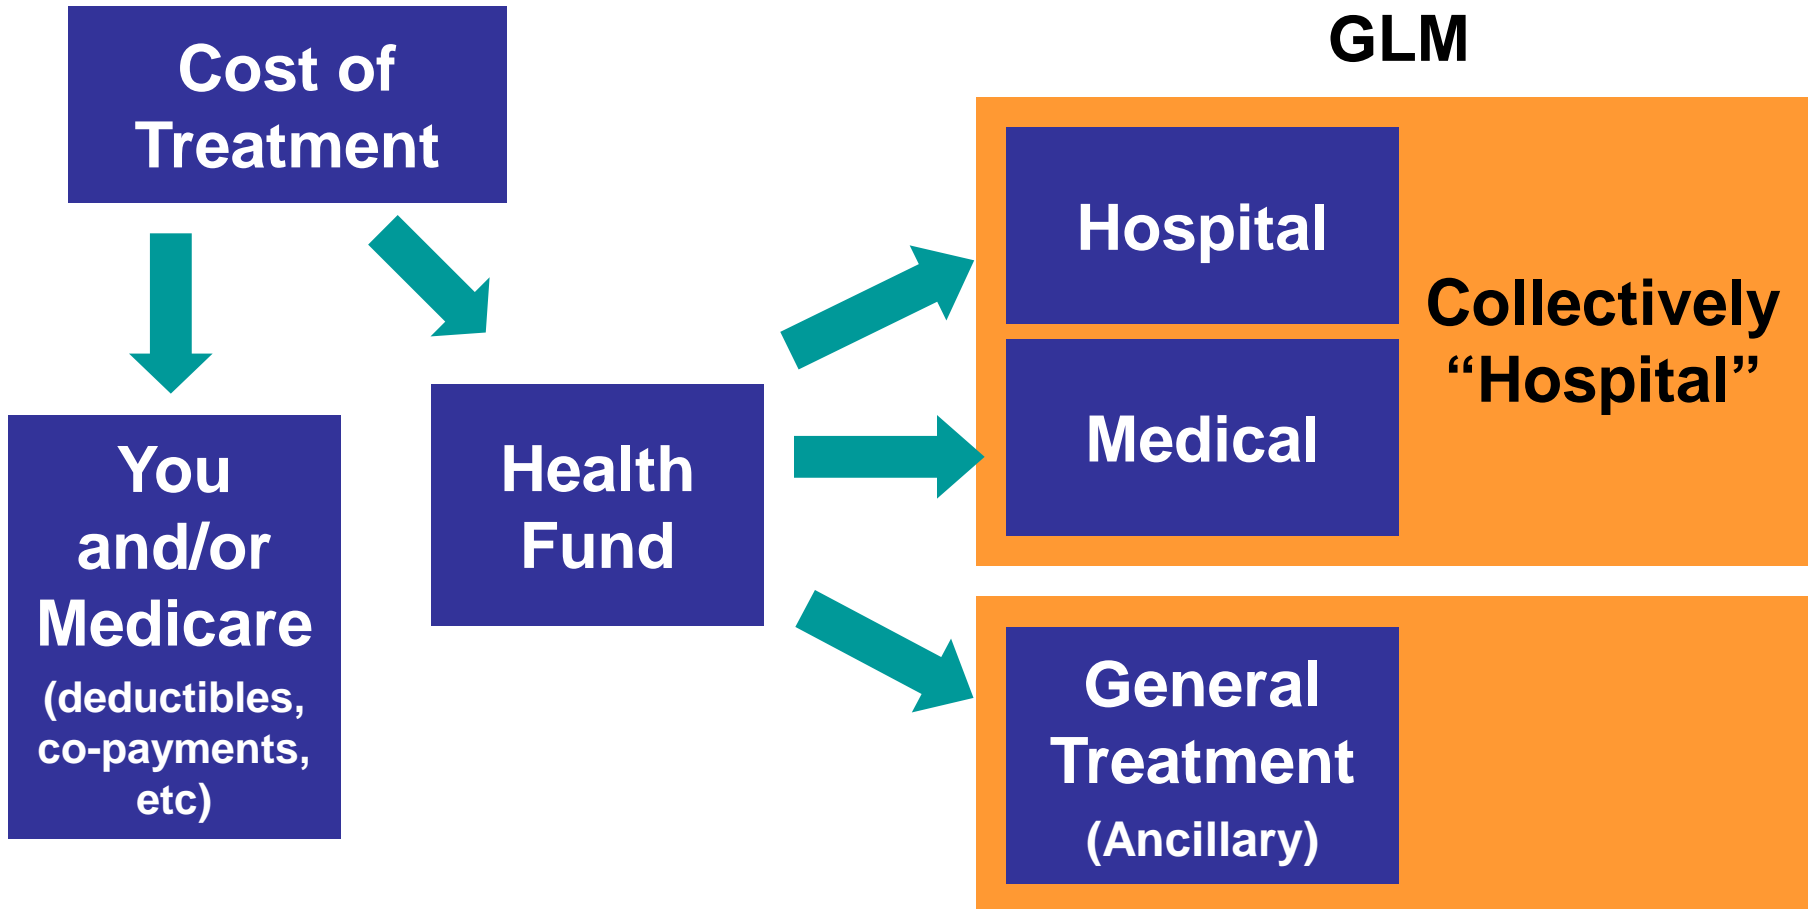 Cost of
Treatment
You
and/or
Medicare
(deductibles,
co-payments,
etc)
Health
Fund
GLM
Hospital
Medical
Collectively
“Hospital”
General
Treatment
(Ancillary)